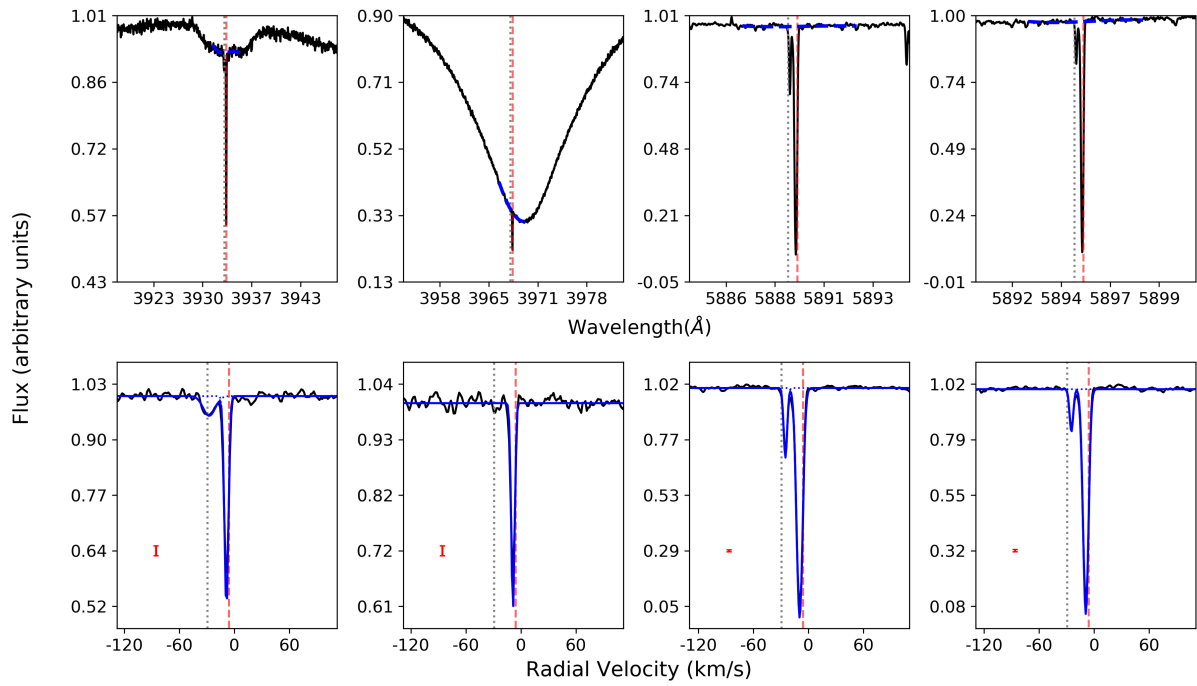 1.01 0.90 1.01 1.00
0.86 0.71 0.74 0.74
0.72 0.52 0.48 0.49
0.57 0.33 0.21 0.24
0.43 0.13 -0.05 -0.01
3923 3930 3937 3943 3958 3965 3971 3978 5886 5888 5891 5893 5892 5894 5897 5899
Wavelength(Å)
Flux (arbitrary units)
1.03 1.04 1.02 1.02
0.90 0.93 0.77 0.79
0.77 0.82 0.53 0.55
0.64 0.72 0.29 0.32
0.52 0.61 0.05 0.08
-120 -60 0 60 -120 -60 0 60 -120 -60 0 60 -120 -60 0 60
Radial Velocity (km/s)